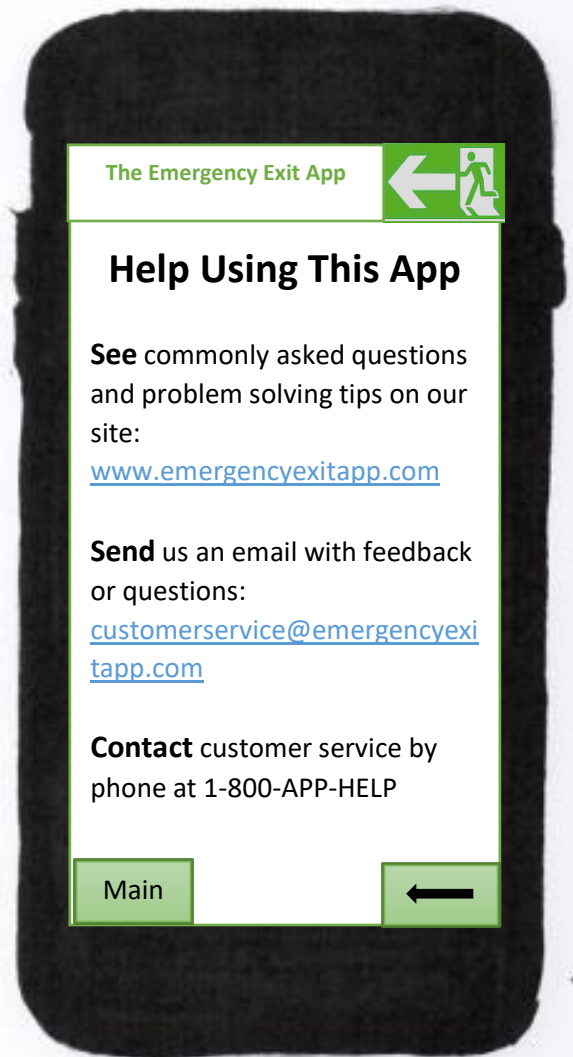 The Emergency Exit App
Help Using This App
See commonly asked questions
and problem solving tips on our
site:
www.emergencyexitapp.com
Send us an email with feedback
or questions:
customerservice@emergencyexi
tapp.com
Contact customer service by
phone at 1-800-APP-HELP
Main